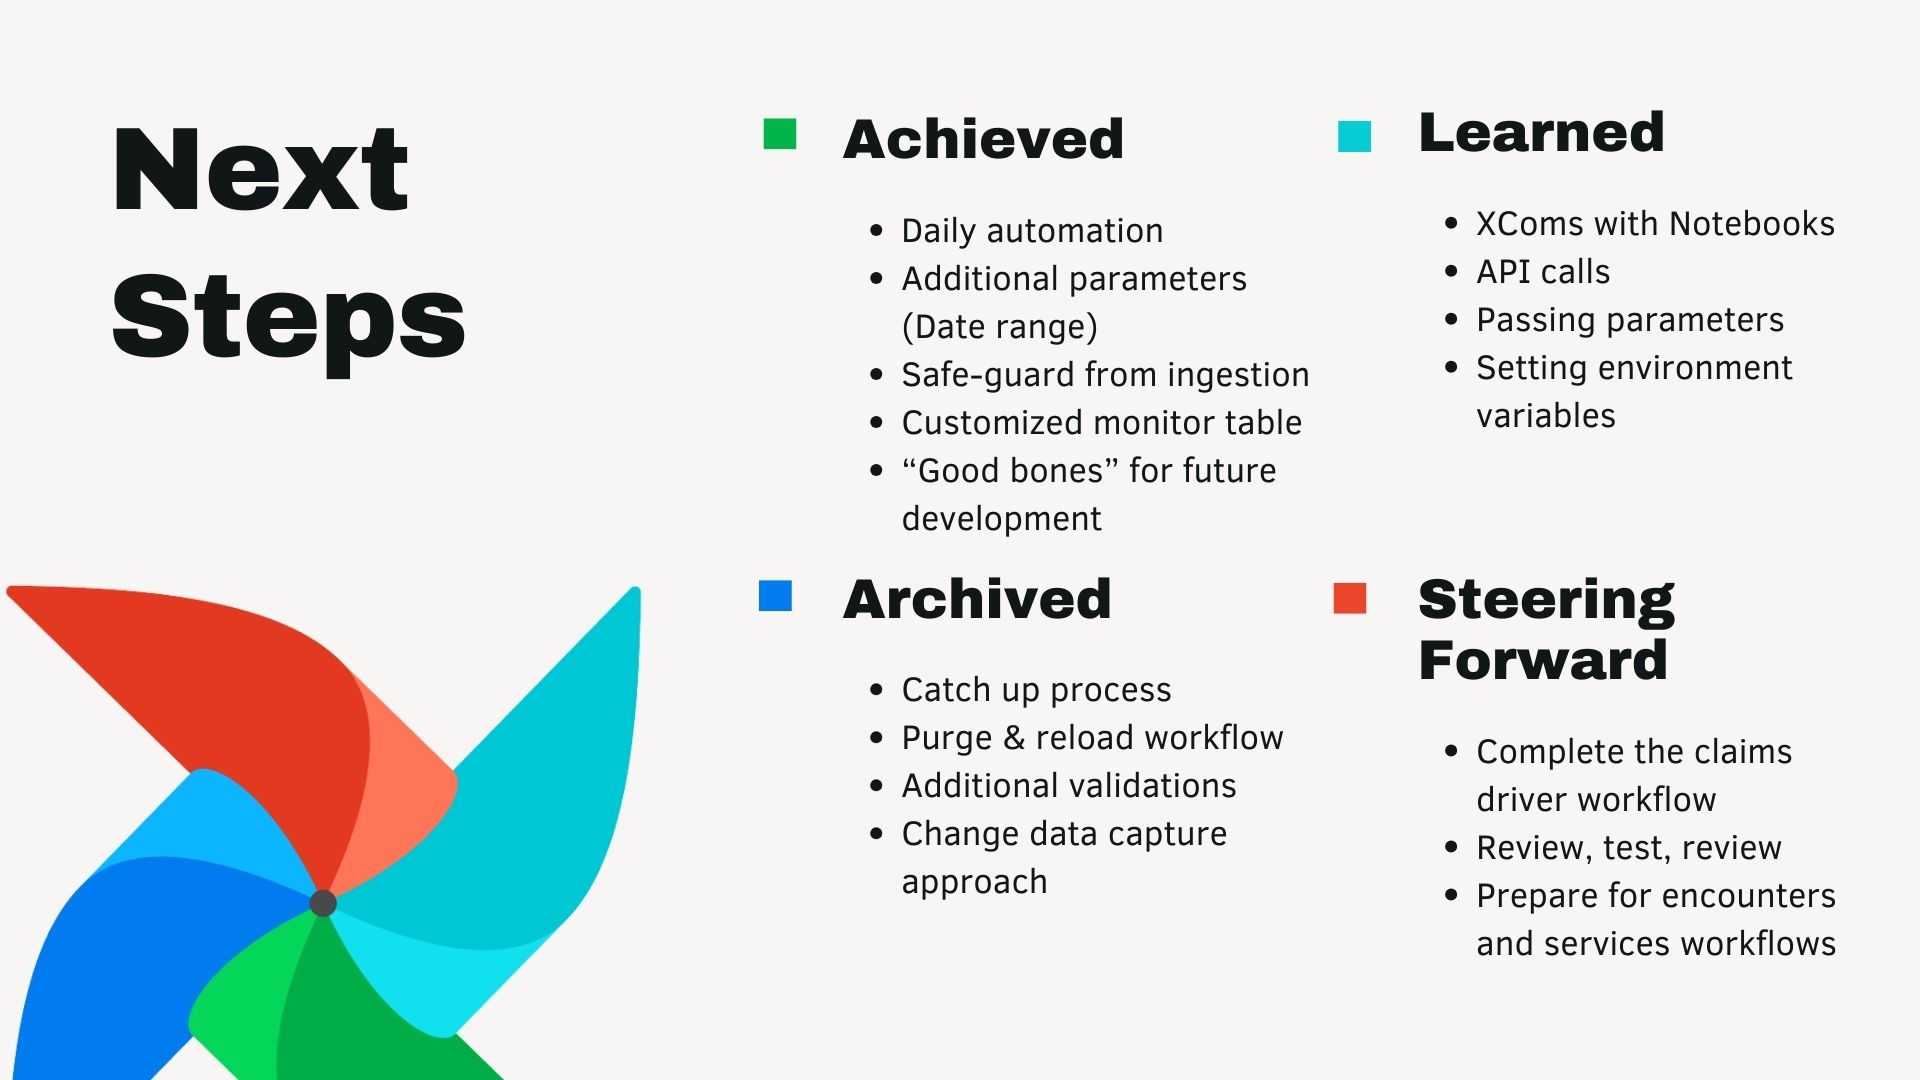 Next
Steps
Achieved
• Daily automation
• Additional parameters
(Date range)
• Safe-guard from ingestion
• Customized monitor table
• “Good bones” for future
development
Learned
• XComs with Notebooks
• API calls
• Passing parameters
• Setting environment
variables
Archived
• Catch up process
• Purge & reload workflow
• Additional validations
• Change data capture
approach
Steering
Forward
• Complete the claims
driver workflow
• Review, test, review
• Prepare for encounters
and services workflows